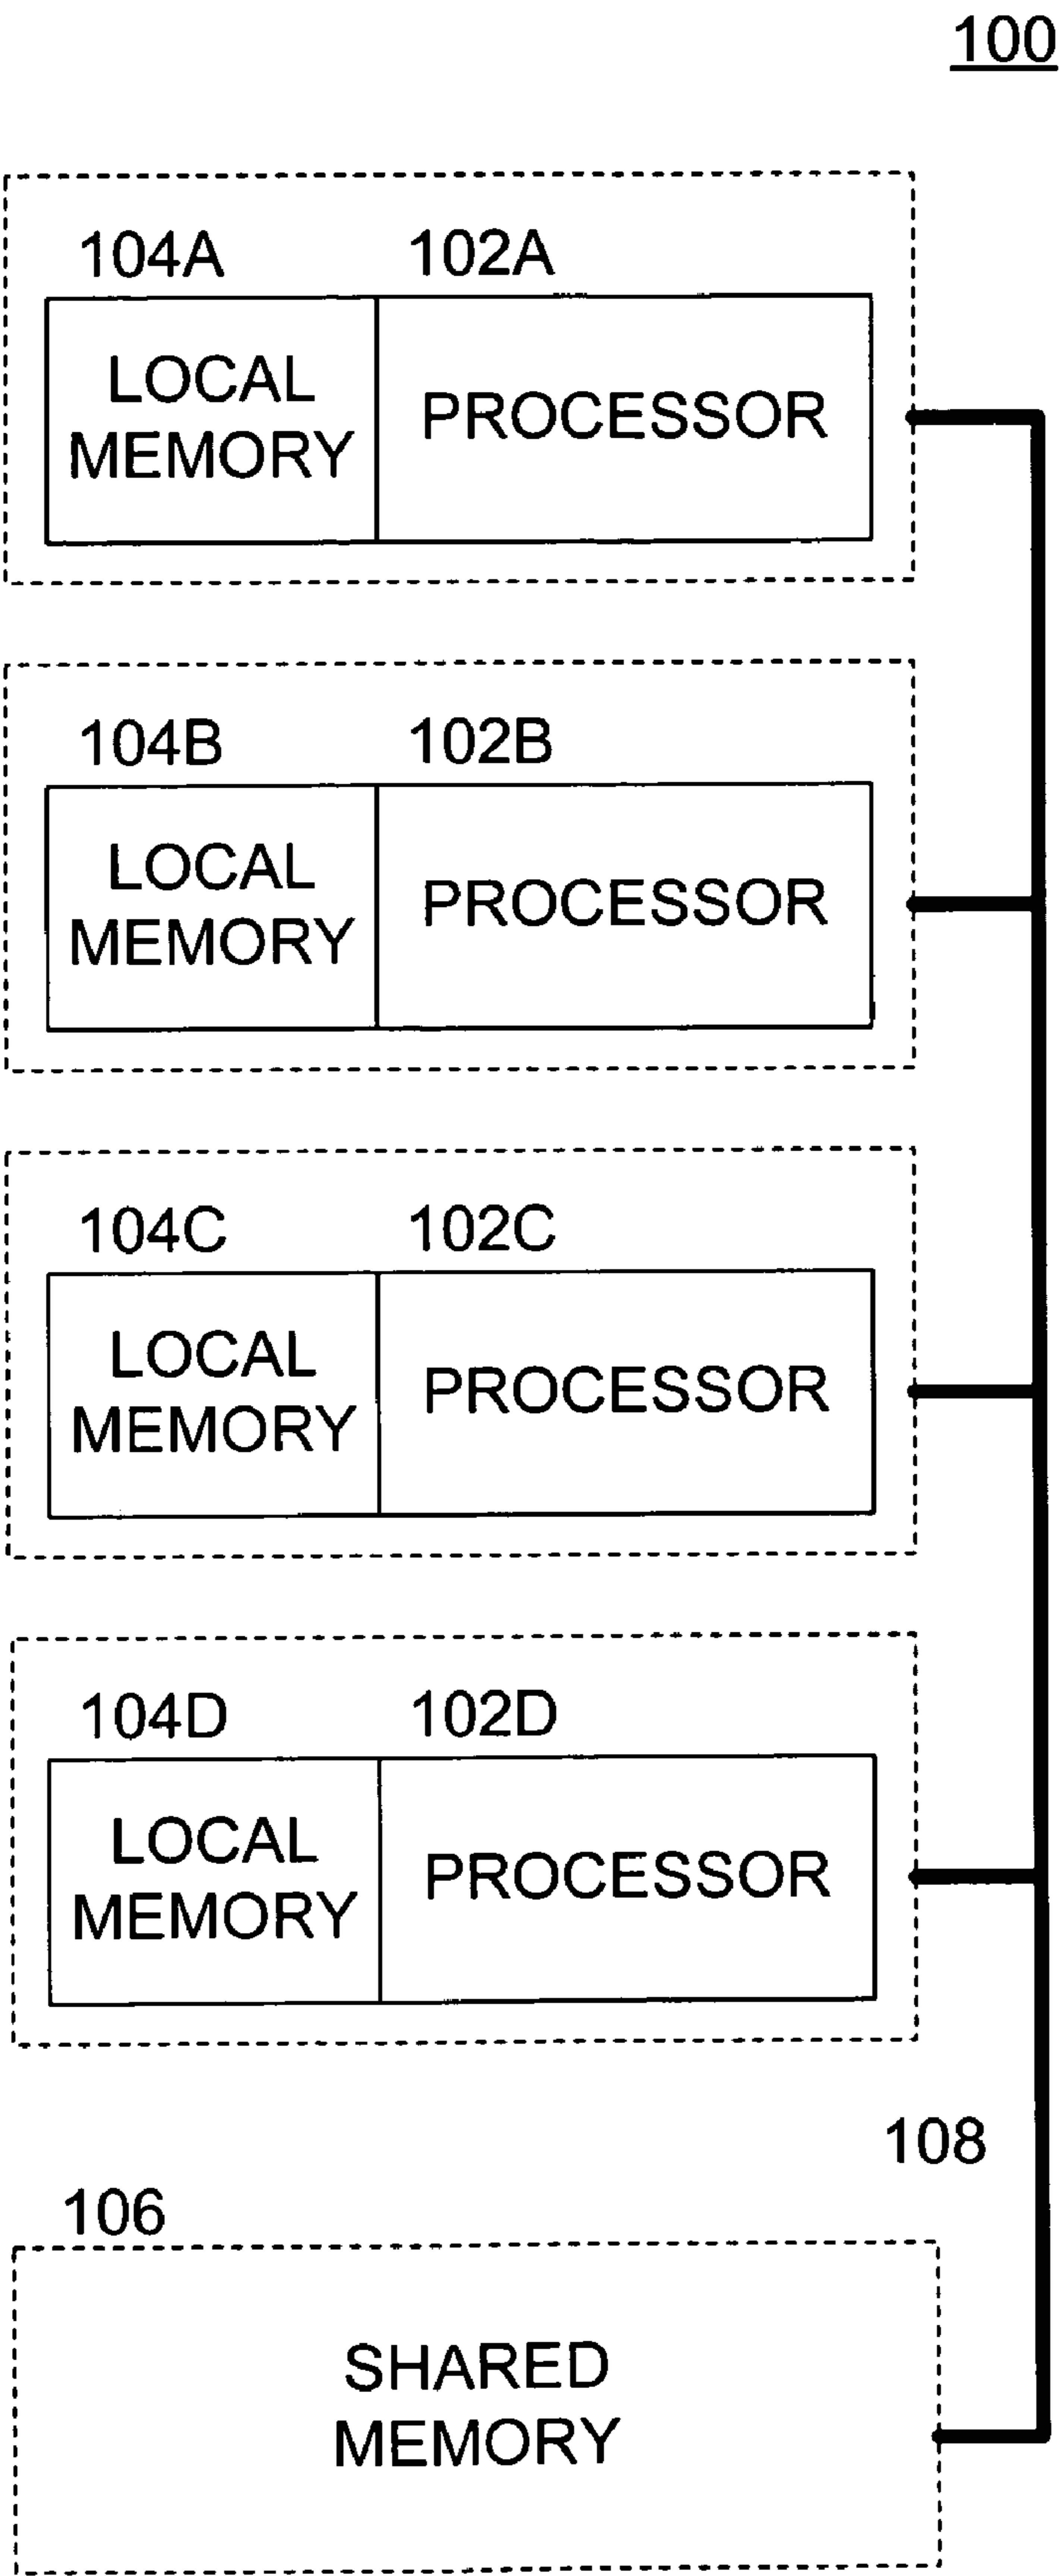 100
104A 102A
LOCAL
MEMORY
PROCESSOR
104B 102B
LOCAL
MEMORY
PROCESSOR
104C 102C
LOCAL
MEMORY
PROCESSOR
104D 102D
LOCAL
MEMORY
PROCESSOR
108
106
SHARED
MEMORY